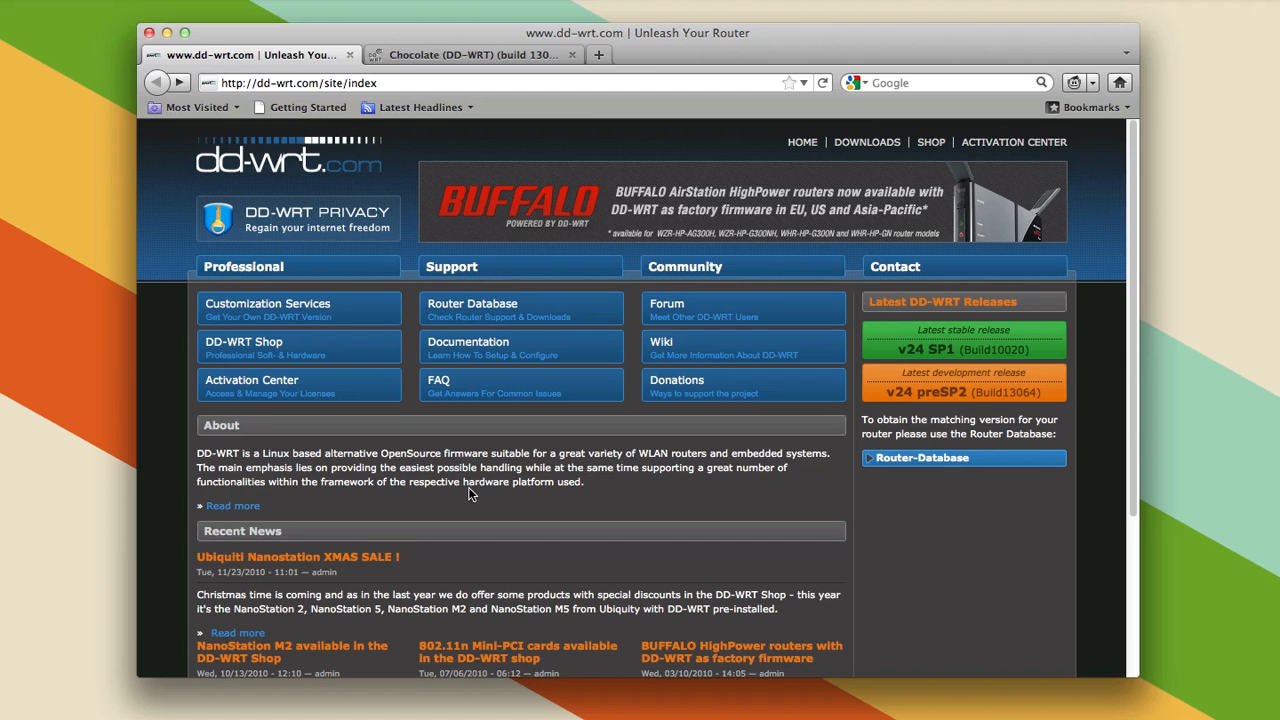 www.dd-wrt.com | Unleash Your Router
www.dd-wrt.com | Unleash You...
Chocolate (DD-WRT) (build 130...
http://dd-wrt.com/site/index
Google
Most Visited
Getting Started
Latest Headlines
Bookmarks
dd-wrt.com
HOME | DOWNLOADS | SHOP | ACTIVATION CENTER
DD-WRT PRIVACY
Regain your internet freedom
BUFFALO
POWERED BY DD-WRT
BUFFALO AirStation HighPower routers now available with
DD-WRT as factory firmware in EU, US and Asia-Pacific*
* available for WZR-HP-AG300H, WZR-HP-G300NH, WHR-HP-G300N and WHR-HP-GN router models
Professional
Support
Community
Contact
Customization Services
Get Your Own DD-WRT Version
Router Database
Check Router Support & Downloads
Forum
Meet Other DD-WRT Users
DD-WRT Shop
Professional Soft- & Hardware
Documentation
Learn How To Setup & Configure
Wiki
Get More Information About DD-WRT
Activation Center
Access & Manage Your Licenses
FAQ
Get Answers For Common Issues
Donations
Ways to support the project
Latest DD-WRT Releases
Latest stable release
v24 SP1 (Build10020)
Latest development release
v24 preSP2 (Build13064)
To obtain the matching version for your
router please use the Router Database:
Router-Database
About
DD-WRT is a Linux based alternative OpenSource firmware suitable for a great variety of WLAN routers and embedded systems.
The main emphasis lies on providing the easiest possible handling while at the same time supporting a great number of
functionalities within the framework of the respective hardware platform used.
» Read more
Recent News
Ubiquiti Nanostation XMAS SALE !
Tue, 11/23/2010 - 11:01 — admin
Christmas time is coming and as in the last year we do offer some products with special discounts in the DD-WRT Shop - this year
it's the NanoStation 2, NanoStation 5, NanoStation M2 and NanoStation M5 from Ubiquity with DD-WRT pre-installed.
» Read more
NanoStation M2 available in the
DD-WRT Shop
Wed, 10/13/2010 - 12:10 — admin
802.11n Mini-PCI cards available
in the DD-WRT shop
Tue, 07/06/2010 - 06:12 — admin
BUFFALO HighPower routers with
DD-WRT as factory firmware
Wed, 03/10/2010 - 14:05 — admin